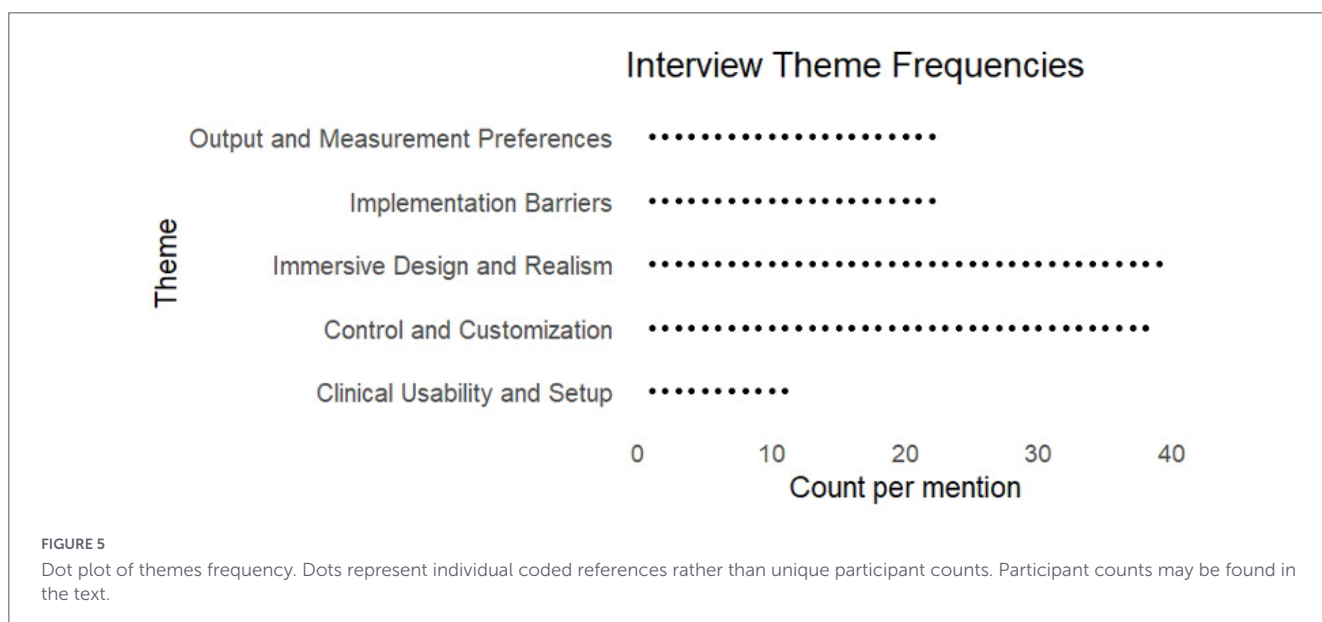 Interview Theme Frequencies
Theme
Output and Measurement Preferences
Implementation Barriers
Immersive Design and Realism
Control and Customization
Clinical Usability and Setup
0 10 20 30 40
Count per mention
FIGURE 5
Dot plot of themes frequency. Dots represent individual coded references rather than unique participant counts. Participant counts may be found in
the text.